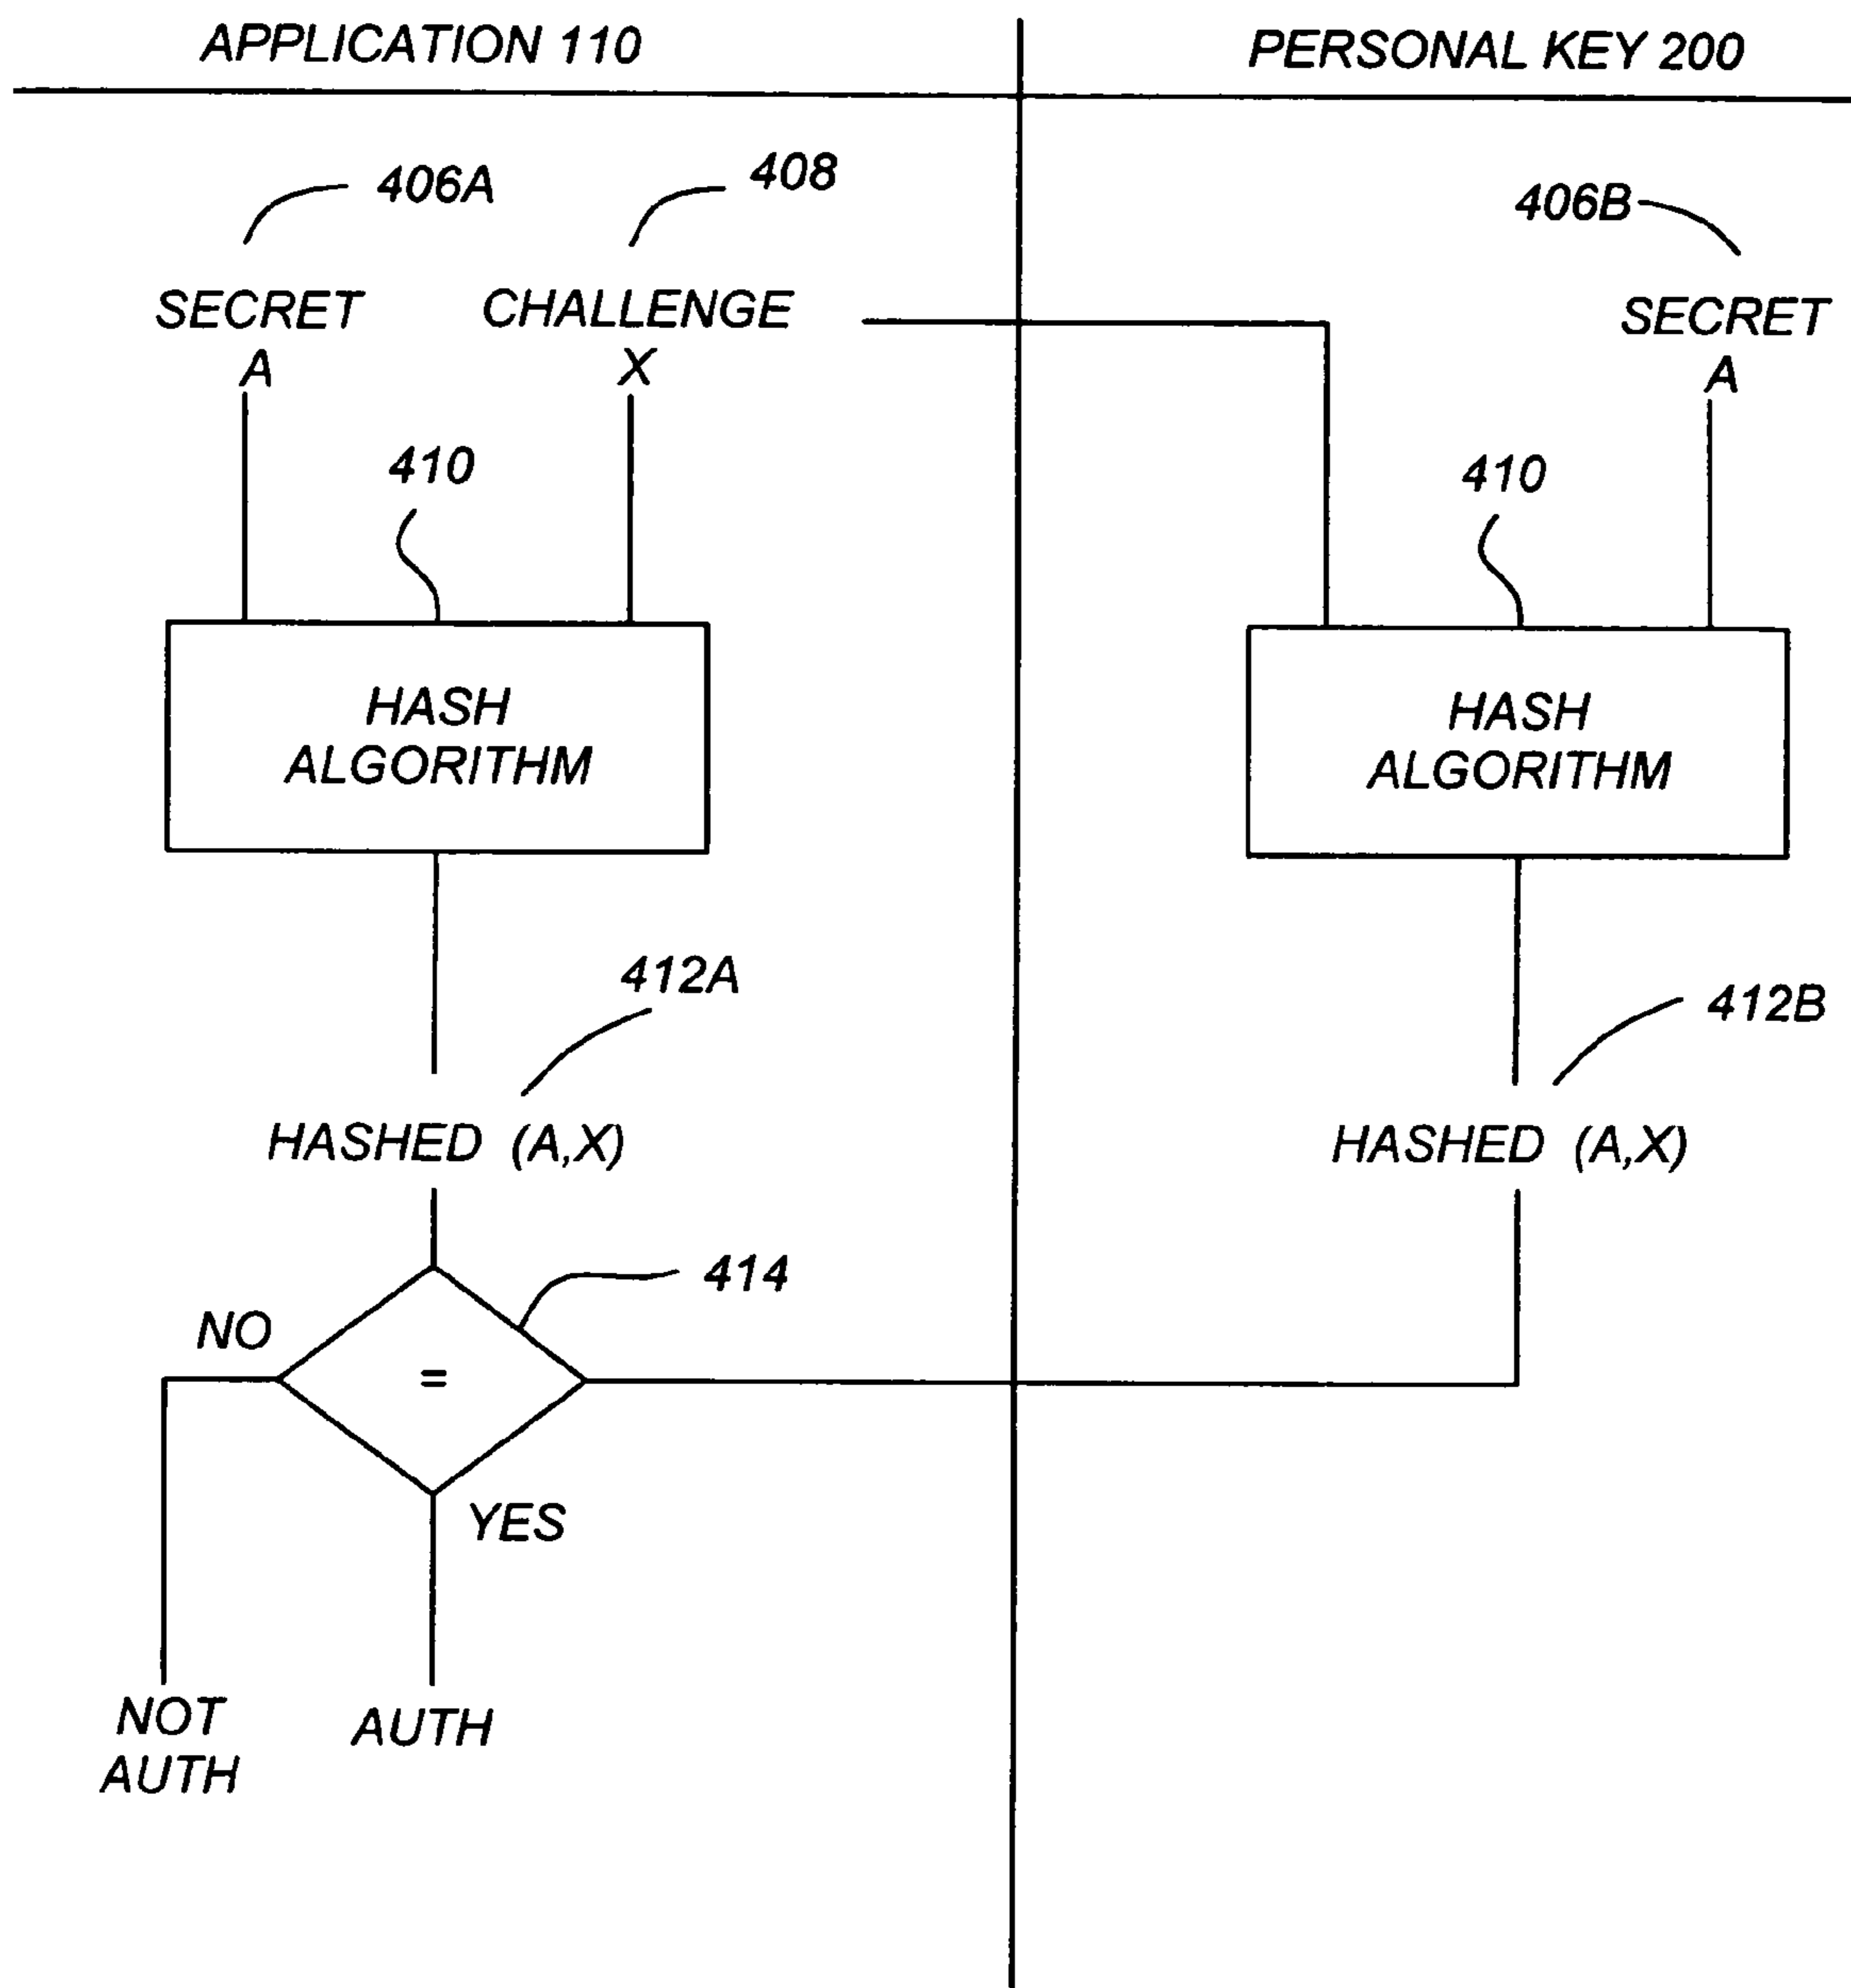 APPLICATION 110
PERSONAL KEY 200
406A
408
406B
SECRET
A
CHALLENGE
X
SECRET
A
410
410
HASH
ALGORITHM
HASH
ALGORITHM
412A
412B
HASHED (A,X)
HASHED (A,X)
414
NO
=
YES
NOT
AUTH
AUTH